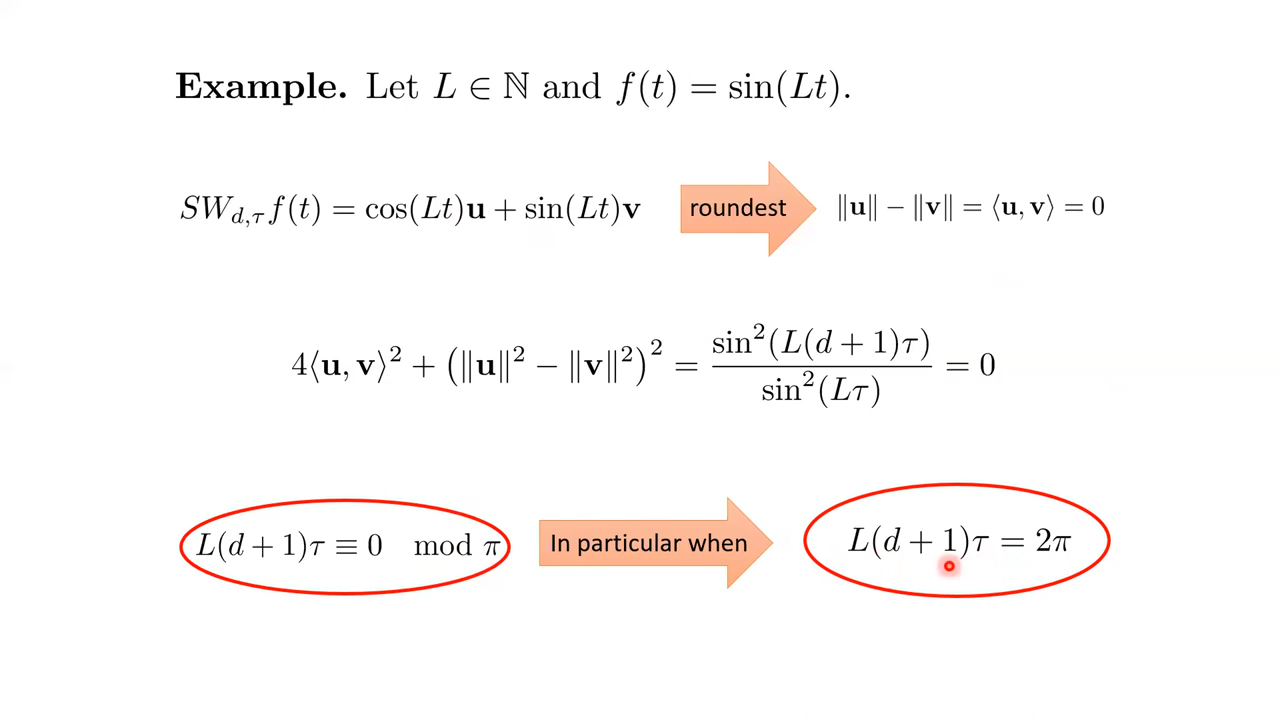 Example. Let L ∈ ℕ and f(t) = sin(Lt).
SW_{d,τ}f(t) = cos(Lt)𝐮 + sin(Lt)𝐯
roundest
‖𝐮‖ − ‖𝐯‖ = ⟨𝐮, 𝐯⟩ = 0
4⟨𝐮, 𝐯⟩² + (‖𝐮‖² − ‖𝐯‖²)² = sin²(L(d + 1)τ) / sin²(Lτ) = 0
L(d + 1)τ ≡ 0 mod π
In particular when
L(d + 1)τ = 2π